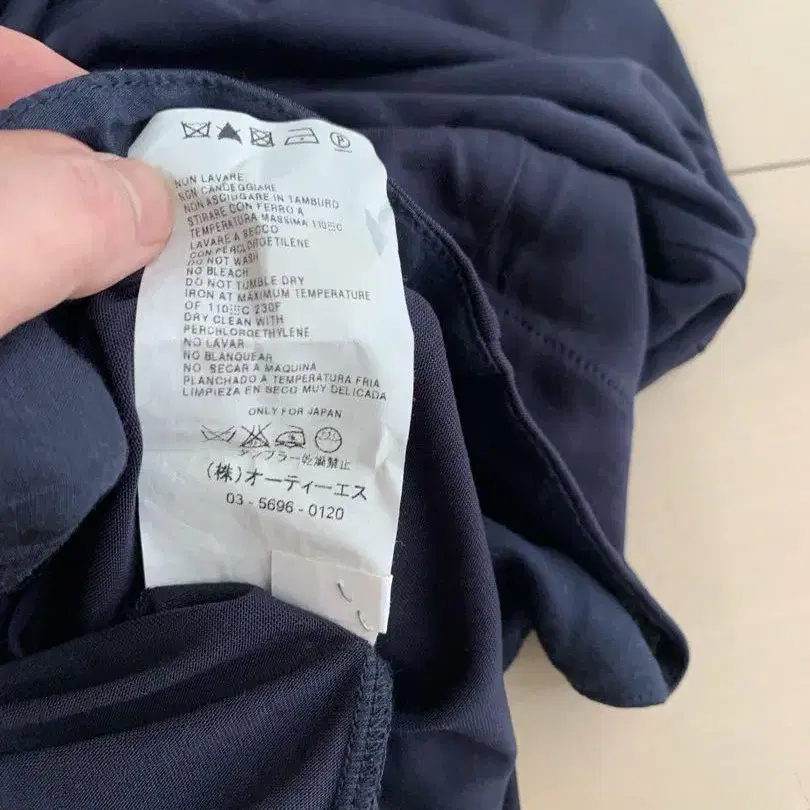 NON LAVARE
NON CANDEGGIARE
NON ASCIUGARE IN TAMBURO
STIRARE CON FERRO A
TEMPERATURA MASSIMA 110░C
LAVARE A SECCO
CON PERCLOROETILENE
DO NOT WASH
NO BLEACH
DO NOT TUMBLE DRY
IRON AT MAXIMUM TEMPERATURE
OF 110░C 230F
DRY CLEAN WITH
PERCHLOROETHYLENE
NO LAVAR
NO BLANQUEAR
NO SECAR A MAQUINA
PLANCHADO A TEMPERATURA FRIA
LIMPIEZA EN SECO MUY DELICADA
ONLY FOR JAPAN
タンブラー乾燥禁止
(株)オーティーエス
03-5696-0120